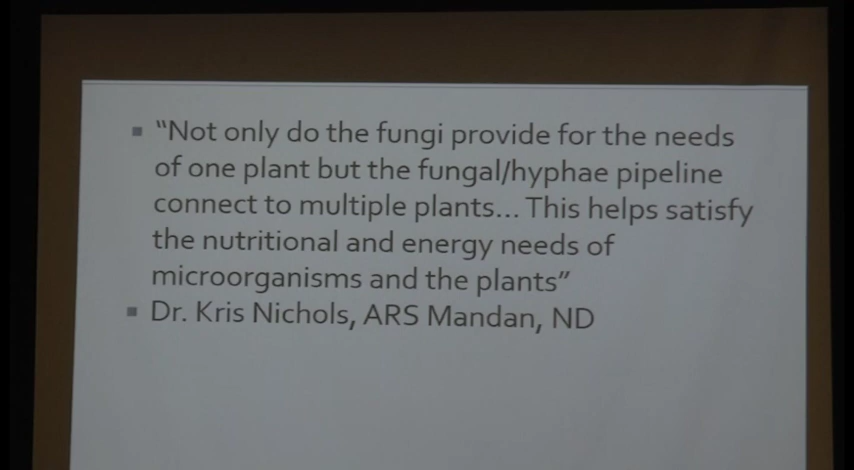 ▪ “Not only do the fungi provide for the needs
of one plant but the fungal/hyphae pipeline
connect to multiple plants... This helps satisfy
the nutritional and energy needs of
microorganisms and the plants”
▪ Dr. Kris Nichols, ARS Mandan, ND